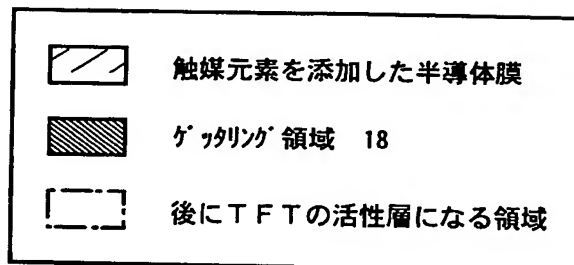 触媒元素を添加した半導体膜
ｹﾞｯﾀﾘﾝｸﾞ領域 18
後にＴＦＴの活性層になる領域